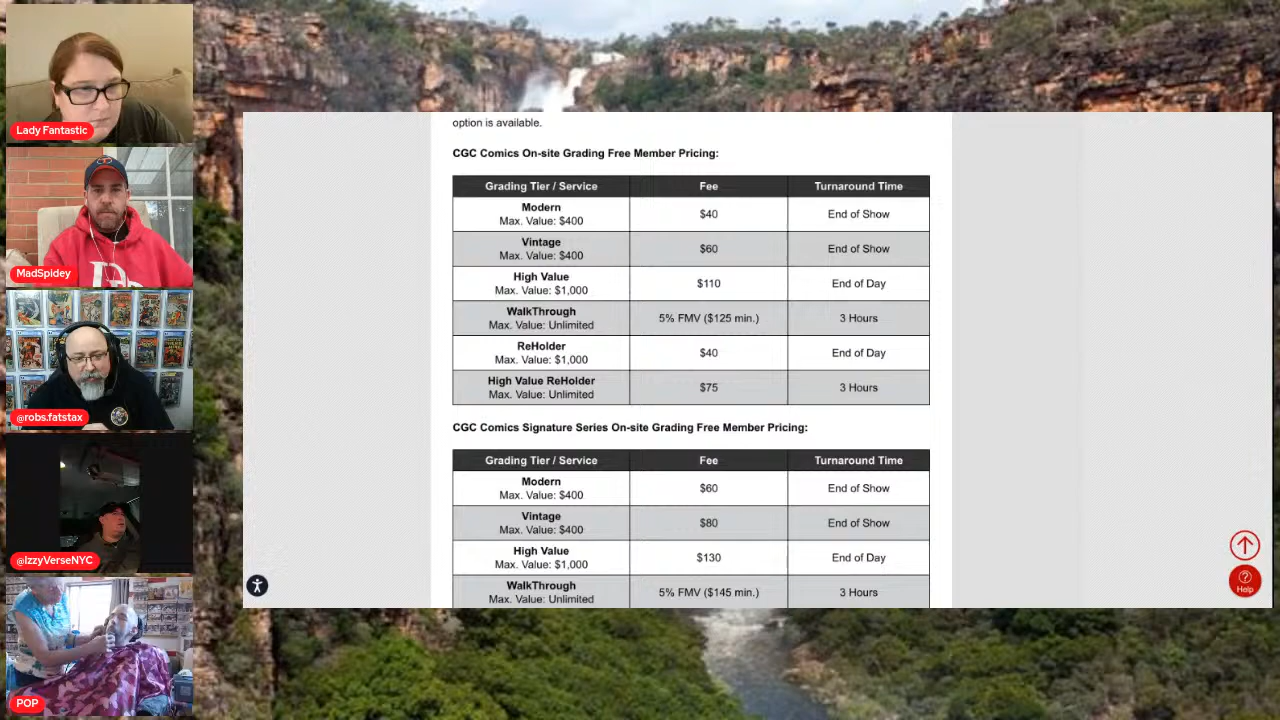 Lady Fantastic
MadSpidey
@robs.fatstax
@IzzyVerseNYC
POP
option is available.
CGC Comics On-site Grading Free Member Pricing:
Grading Tier / Service Fee Turnaround Time
Modern
Max. Value: $400 $40 End of Show
Vintage
Max. Value: $400 $60 End of Show
High Value
Max. Value: $1,000 $110 End of Day
WalkThrough
Max. Value: Unlimited 5% FMV ($125 min.) 3 Hours
ReHolder
Max. Value: $1,000 $40 End of Day
High Value ReHolder
Max. Value: Unlimited $75 3 Hours
CGC Comics Signature Series On-site Grading Free Member Pricing:
Grading Tier / Service Fee Turnaround Time
Modern
Max. Value: $400 $60 End of Show
Vintage
Max. Value: $400 $80 End of Show
High Value
Max. Value: $1,000 $130 End of Day
WalkThrough
Max. Value: Unlimited 5% FMV ($145 min.) 3 Hours
Help